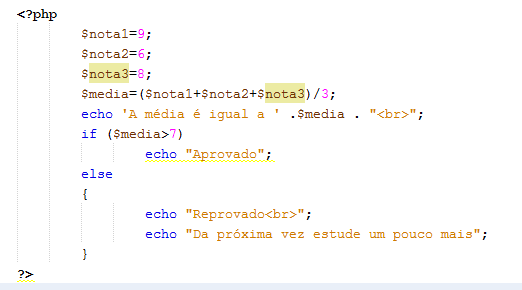 <?php
$nota1=9;
$nota2=6;
$nota3=8;
$media=($nota1+$nota2+$nota3)/3;
echo 'A média é igual a ' .$media . "<br>";
if ($media>7)
echo "Aprovado";
else
{
echo "Reprovado<br>";
echo "Da próxima vez estude um pouco mais";
}
?>